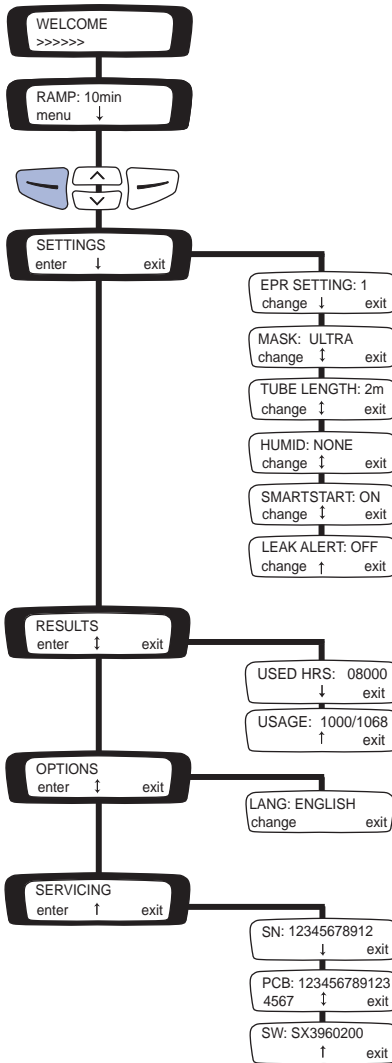 WELCOME
>>>>>>
RAMP: 10min
menu ↓
SETTINGS
enter ↓ exit
EPR SETTING: 1
change ↓ exit
MASK: ULTRA
change ↕ exit
TUBE LENGTH: 2m
change ↕ exit
HUMID: NONE
change ↕ exit
SMARTSTART: ON
change ↕ exit
LEAK ALERT: OFF
change ↑ exit
RESULTS
enter ↕ exit
USED HRS: 08000
↓ exit
USAGE: 1000/1068
↑ exit
OPTIONS
enter ↕ exit
LANG: ENGLISH
change exit
SERVICING
enter ↑ exit
SN: 12345678912
↓ exit
PCB: 123456789123
4567 ↕ exit
SW: SX3960200
↑ exit